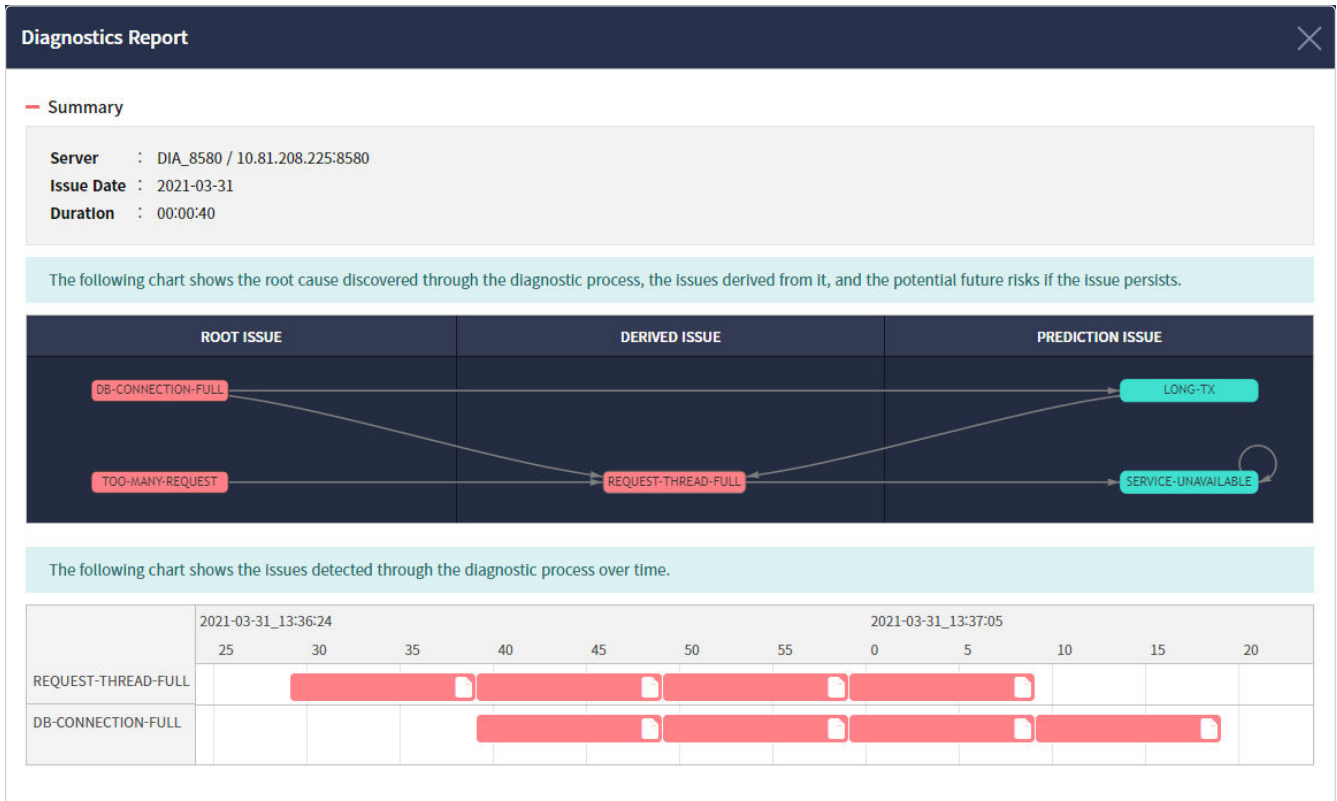 Diagnostics Report
Summary
Server : DIA_8580 / 10.81.208.225:8580
Issue Date : 2021-03-31
Duration : 00:00:40
The following chart shows the root cause discovered through the diagnostic process, the issues derived from it, and the potential future risks if the issue persists.
ROOT ISSUE DERIVED ISSUE PREDICTION ISSUE
DB-CONNECTION-FULL LONG-TX
TOO-MANY-REQUEST REQUEST-THREAD-FULL SERVICE-UNAVAILABLE
The following chart shows the issues detected through the diagnostic process over time.
2021-03-31_13:36:24 2021-03-31_13:37:05
25 30 35 40 45 50 55 0 5 10 15 20
REQUEST-THREAD-FULL
DB-CONNECTION-FULL